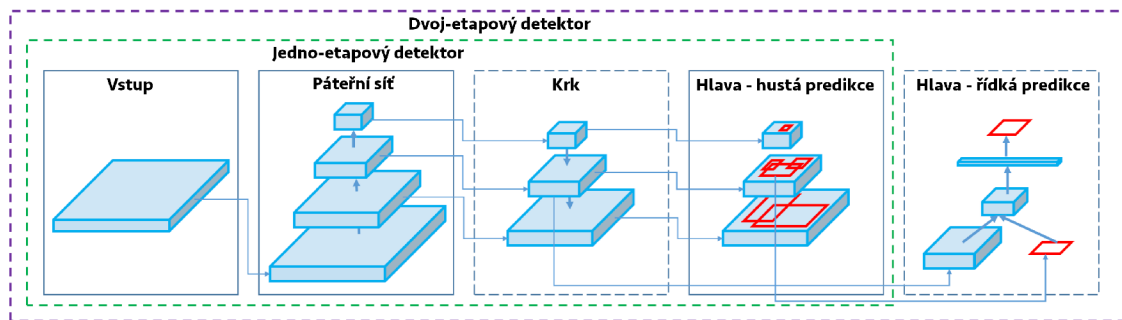 Dvoj-etapový detektor
Jedno-etapový detektor
Vstup
Páteřní síť
Krk
Hlava - hustá predikce
Hlava - řídká predikce